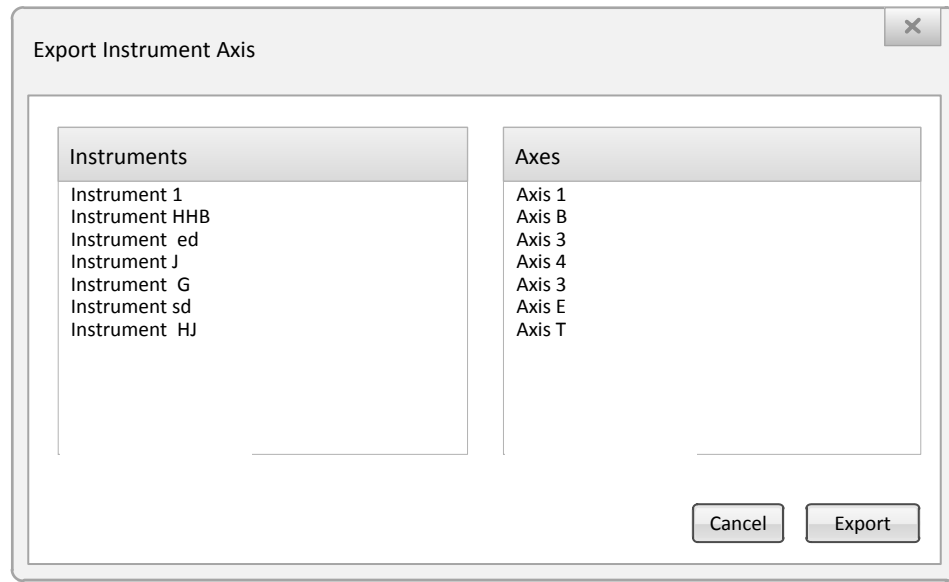 Export Instrument Axis
Instruments
Instrument 1
Instrument HHB
Instrument  ed
Instrument J
Instrument  G
Instrument sd
Instrument  HJ
Axes
Axis 1
Axis B
Axis 3
Axis 4
Axis 3
Axis E
Axis T
Cancel
Export